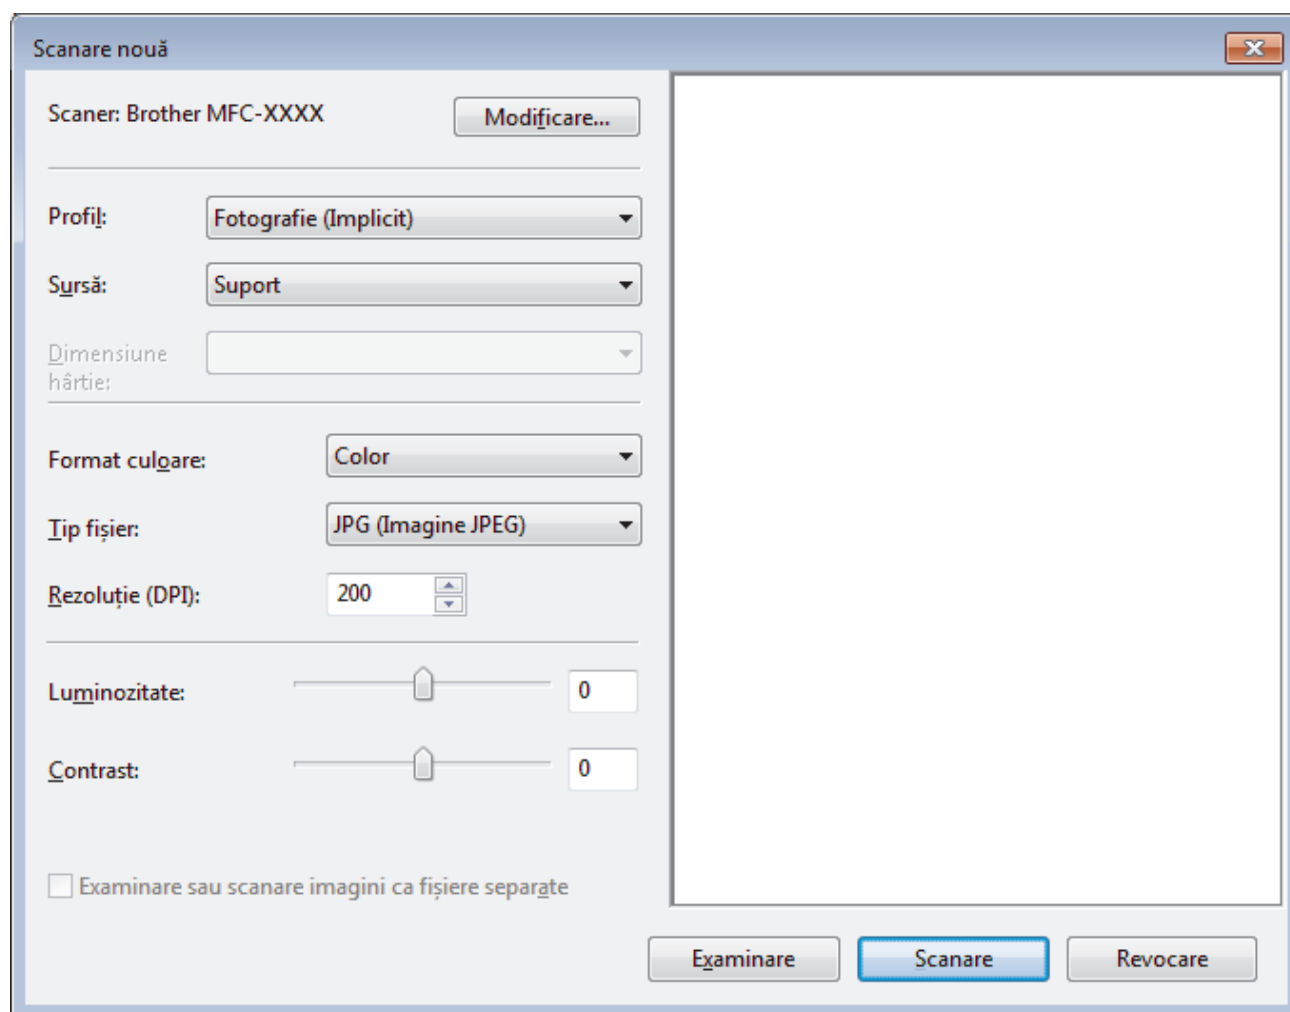 Scanare nouă
Scaner: Brother MFC-XXXX
Modificare...
Profil:
Fotografie (Implicit)
Sursă:
Suport
Dimensiune
hârtie:
Format culoare:
Color
Tip fișier:
JPG (Imagine JPEG)
Rezoluție (DPI):
200
Luminozitate:
0
Contrast:
0
Examinare sau scanare imagini ca fișiere separate
Examinare
Scanare
Revocare